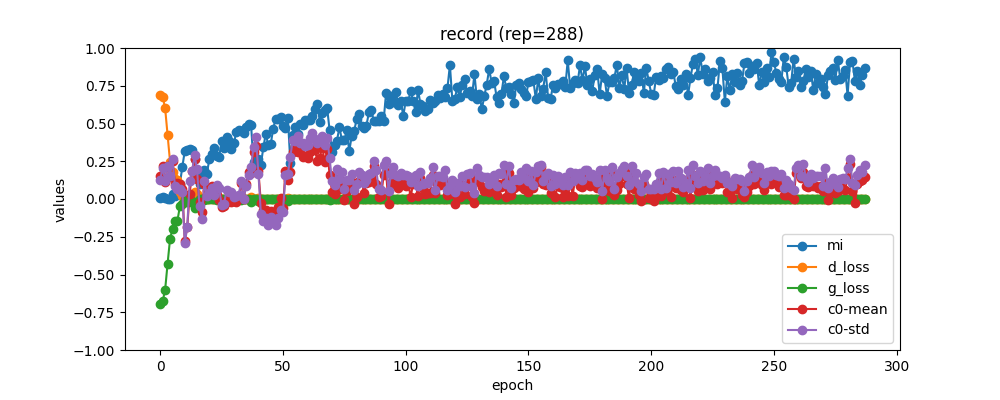 record (rep=288)
values
1.00
0.75
0.50
0.25
0.00
−0.25
−0.50
−0.75
−1.00
mi
d_loss
g_loss
c0-mean
c0-std
0 50 100 150 200 250 300
epoch